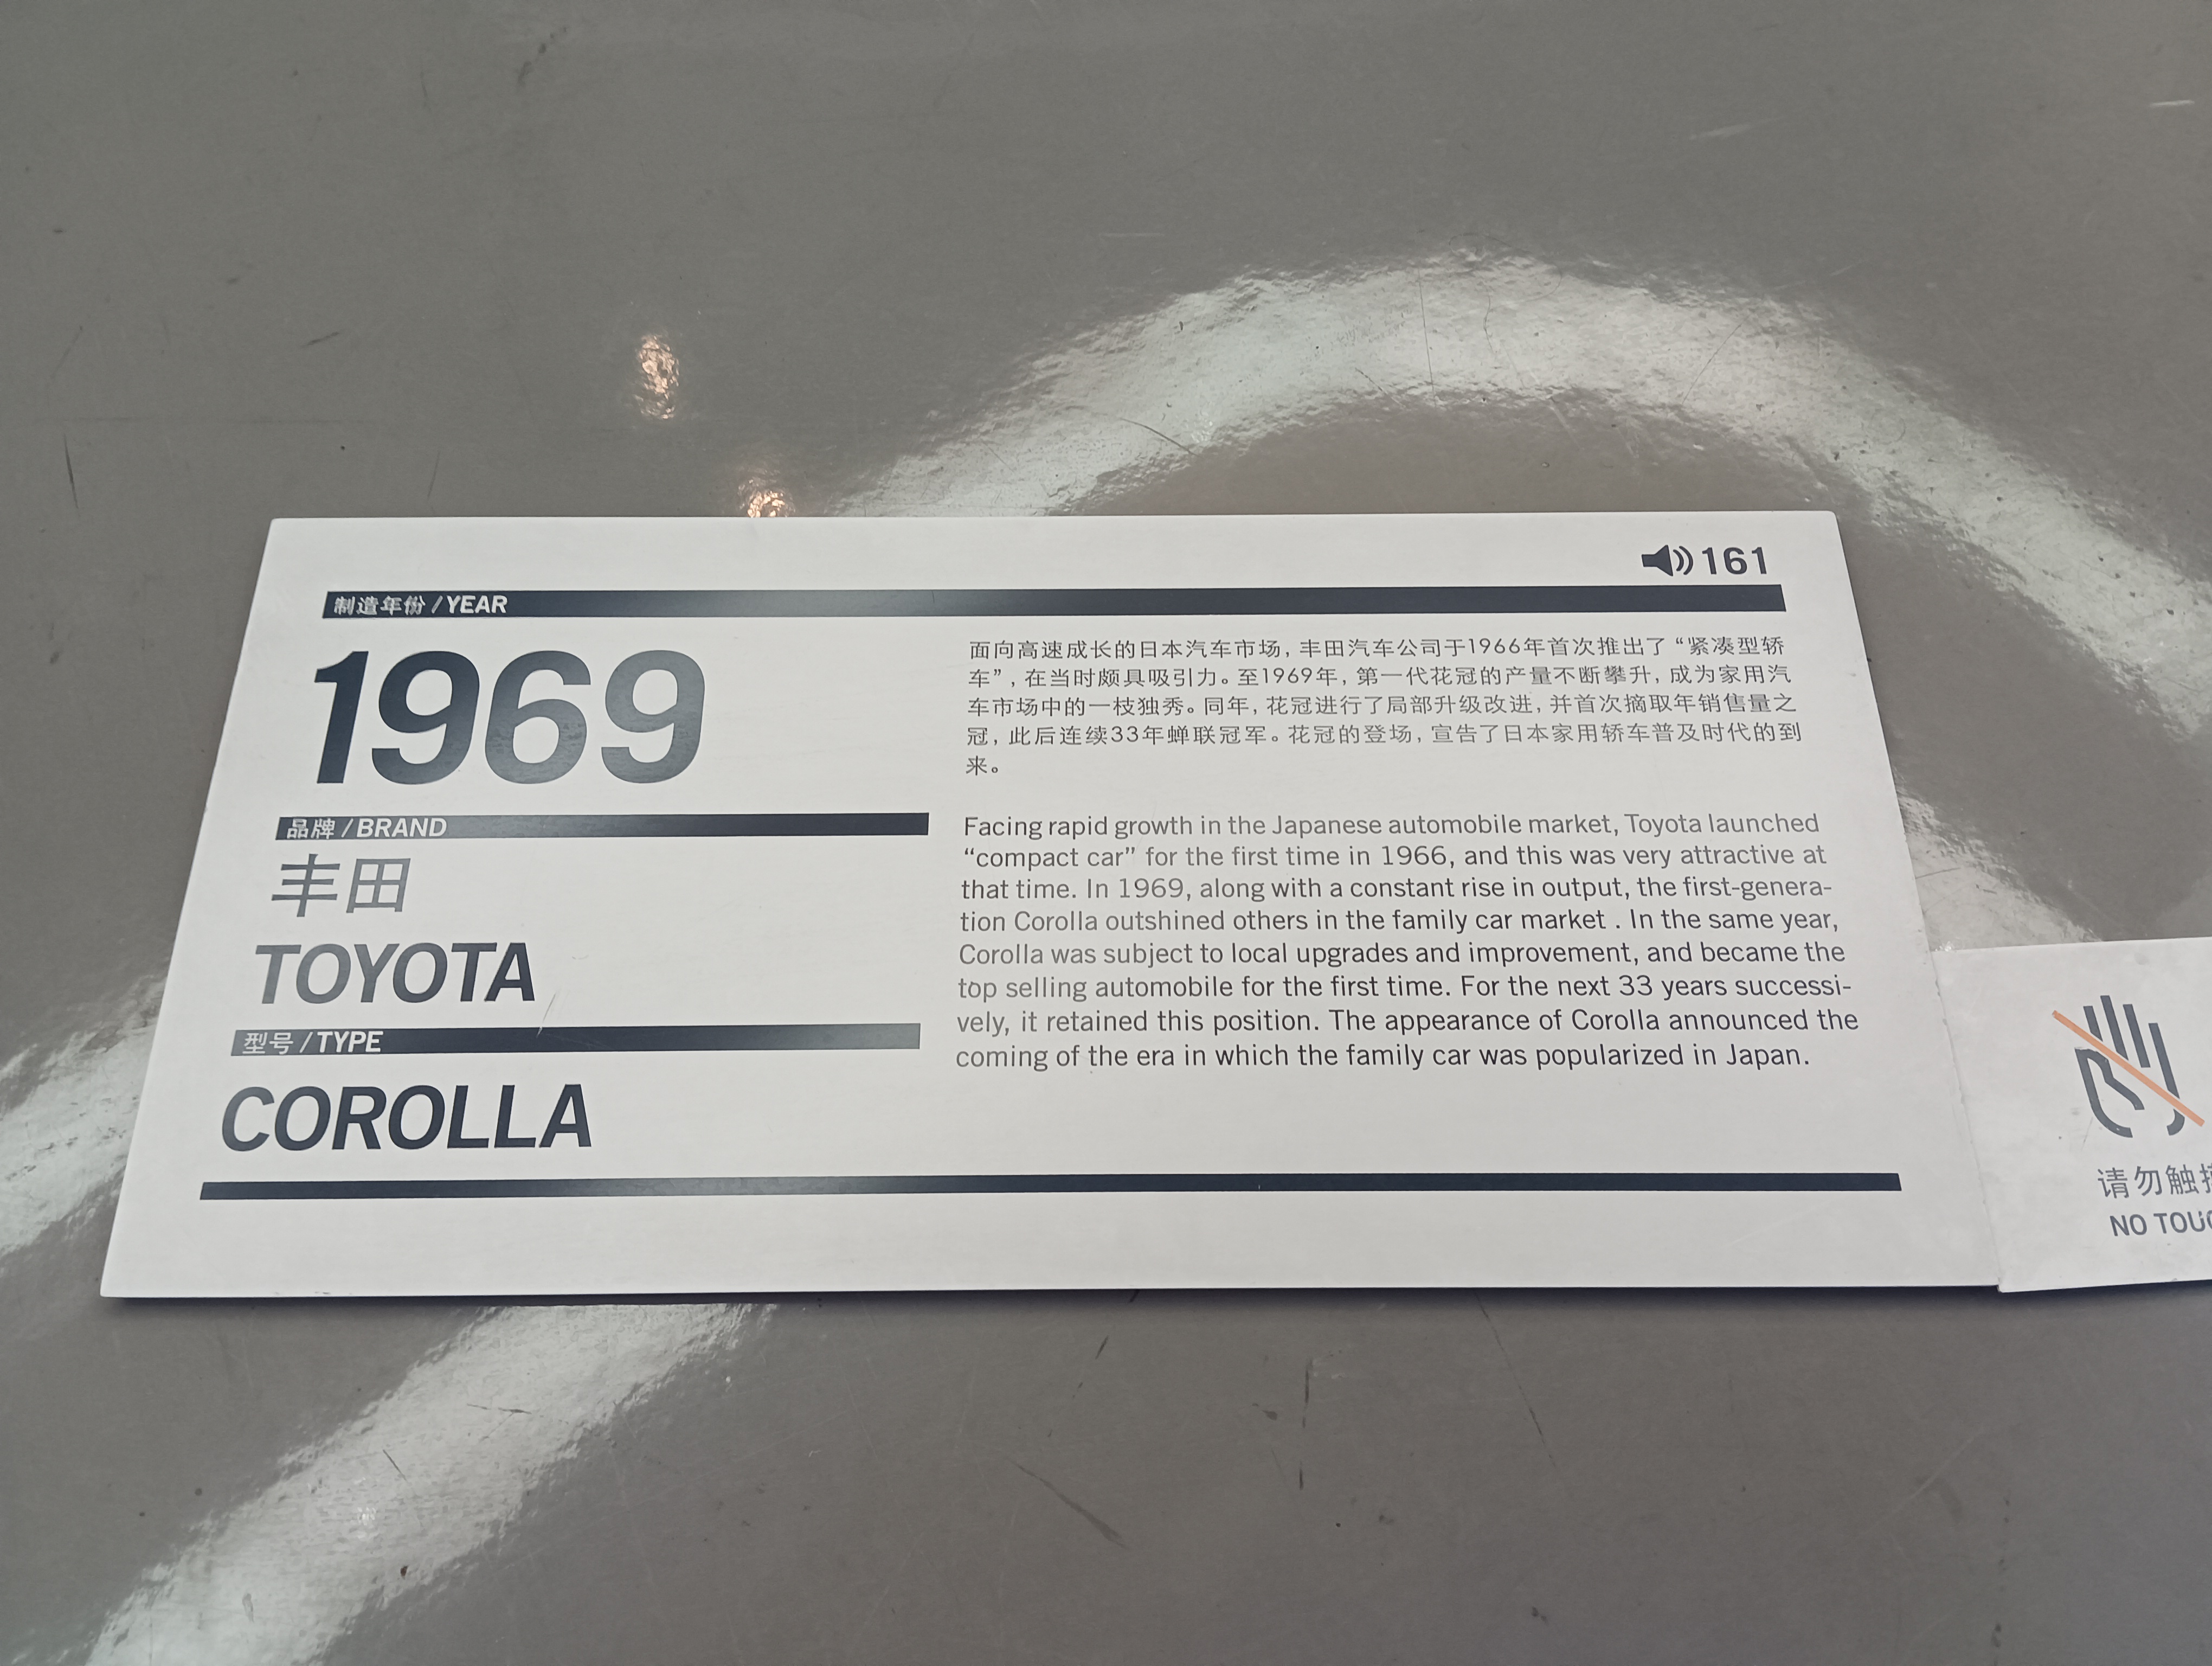 161
制造年份 / YEAR
1969
品牌 / BRAND
丰田
TOYOTA
型号 / TYPE
COROLLA
面向高速成长的日本汽车市场，丰田汽车公司于1966年首次推出了“紧凑型轿
车”，在当时颇具吸引力。至1969年，第一代花冠的产量不断攀升，成为家用汽
车市场中的一枝独秀。同年，花冠进行了局部升级改进，并首次摘取年销售量之
冠，此后连续33年蝉联冠军。花冠的登场，宣告了日本家用轿车普及时代的到
来。
Facing rapid growth in the Japanese automobile market, Toyota launched
“compact car” for the first time in 1966, and this was very attractive at
that time. In 1969, along with a constant rise in output, the first-genera-
tion Corolla outshined others in the family car market . In the same year,
Corolla was subject to local upgrades and improvement, and became the
top selling automobile for the first time. For the next 33 years successi-
vely, it retained this position. The appearance of Corolla announced the
coming of the era in which the family car was popularized in Japan.
请勿触
NO